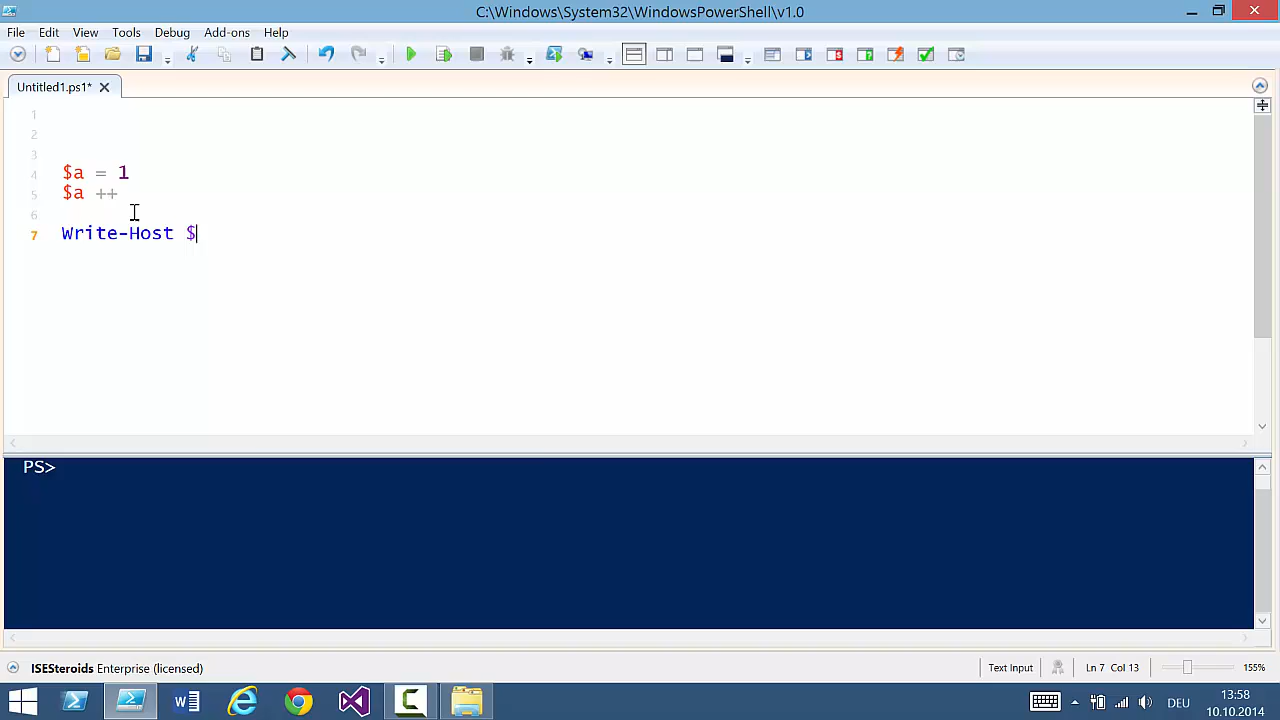 C:\Windows\System32\WindowsPowerShell\v1.0
File Edit View Tools Debug Add-ons Help
Untitled1.ps1*
1
2
3
4 $a = 1
5 $a ++
6
7 Write-Host $
PS>
ISESteroids Enterprise (licensed) Text Input Ln 7 Col 13 155%
DEU 13:58
10.10.2014